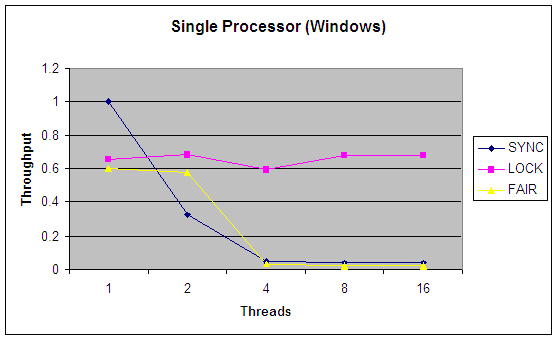 Single Processor (Windows)
1.2
1
0.8
0.6
0.4
0.2
0
Throughput
1 2 4 8 16
Threads
SYNC
LOCK
FAIR